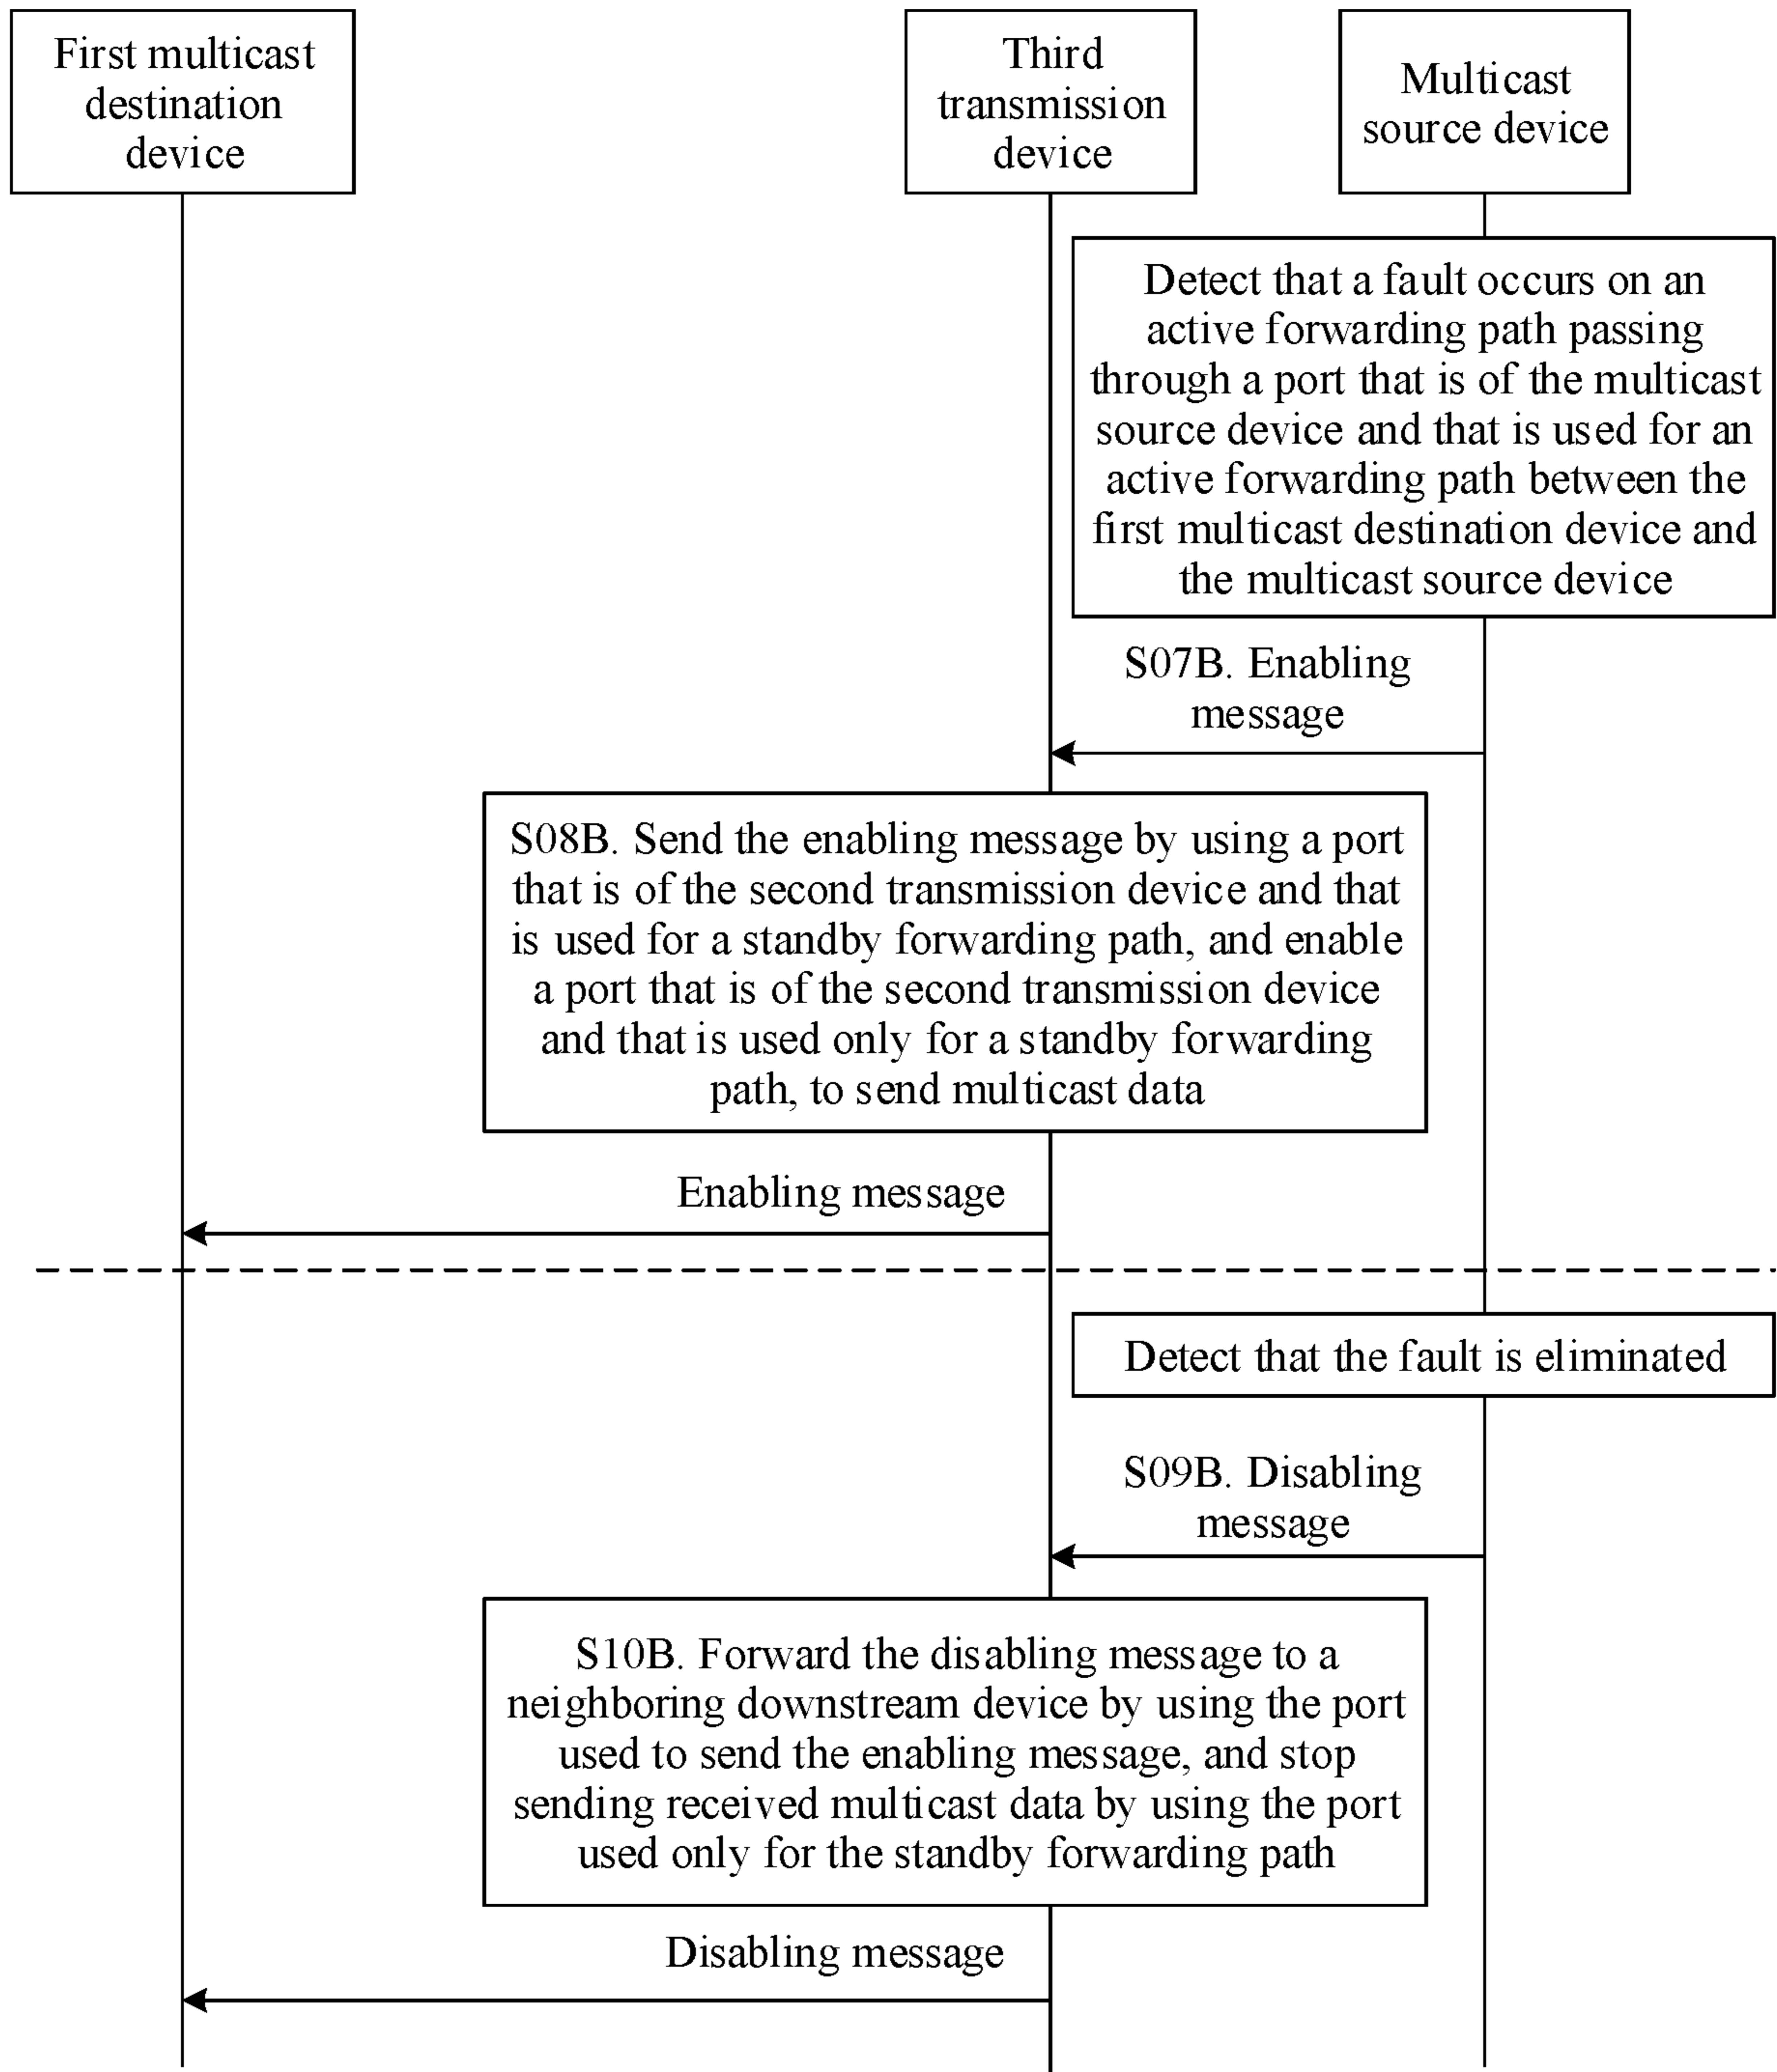 First multicast
destination
device
Third
transmission
device
Multicast
source device
Detect that a fault occurs on an
active forwarding path passing
through a port that is of the multicast
source device and that is used for an
active forwarding path between the
first multicast destination device and
the multicast source device
S07B. Enabling
message
S08B. Send the enabling message by using a port
that is of the second transmission device and that
is used for a standby forwarding path, and enable
a port that is of the second transmission device
and that is used only for a standby forwarding
path, to send multicast data
Enabling message
Detect that the fault is eliminated
S09B. Disabling
message
S10B. Forward the disabling message to a
neighboring downstream device by using the port
used to send the enabling message, and stop
sending received multicast data by using the port
used only for the standby forwarding path
Disabling message